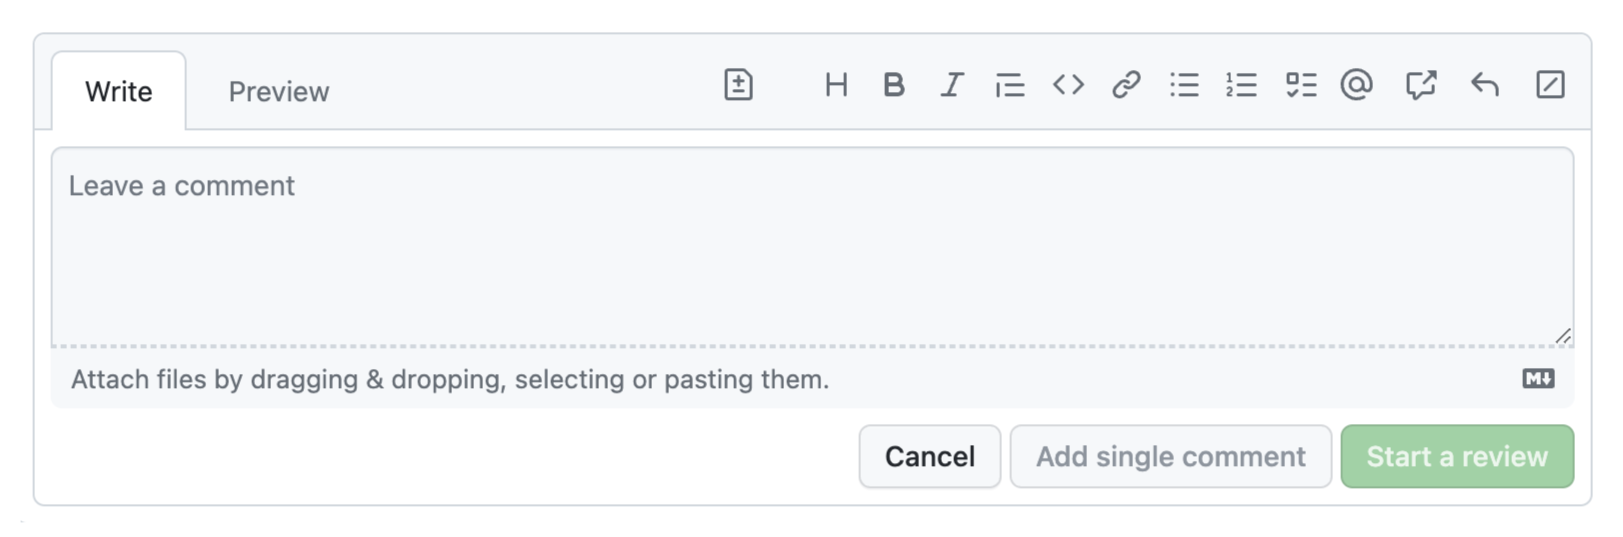 Write
Preview
H B I
Leave a comment
Attach files by dragging & dropping, selecting or pasting them.
M
Cancel
Add single comment
Start a review